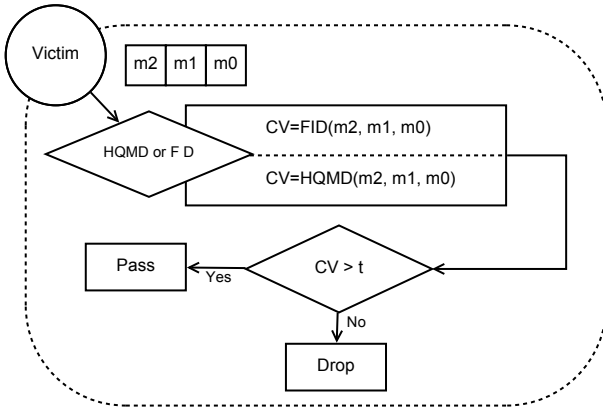 Victim
m2 m1 m0
CV=FID(m2, m1, m0)
HQMD or F D
CV=HQMD(m2, m1, m0)
Pass
Yes
CV > t
No
Drop